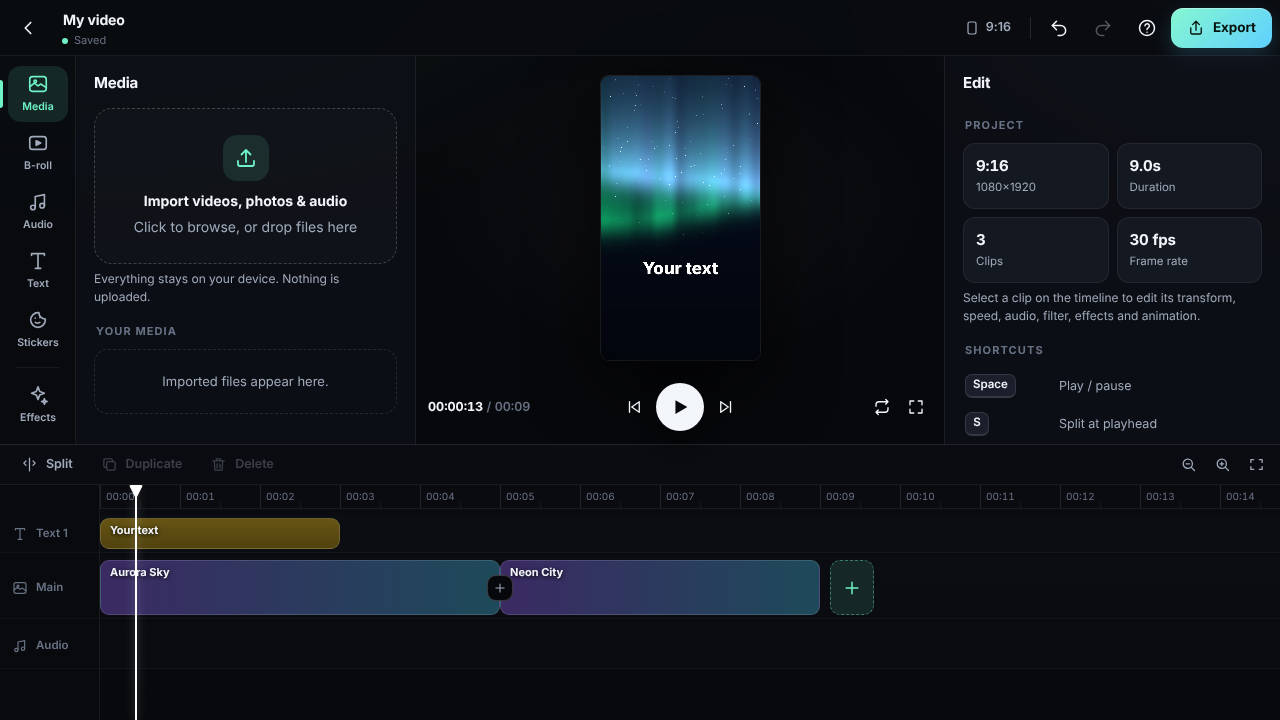 My video
Saved
9:16
Export
Media
B-roll
Audio
Text
Stickers
Effects
Media
Import videos, photos & audio
Click to browse, or drop files here
Everything stays on your device. Nothing is
uploaded.
YOUR MEDIA
Imported files appear here.
Your text
00:00:13 / 00:09
Edit
PROJECT
9:16
1080×1920
9.0s
Duration
3
Clips
30 fps
Frame rate
Select a clip on the timeline to edit its transform,
speed, audio, filter, effects and animation.
SHORTCUTS
Space Play / pause
S Split at playhead
Split Duplicate Delete
00:00 00:01 00:02 00:03 00:04 00:05 00:06 00:07 00:08 00:09 00:10 00:11 00:12 00:13 00:14
Text 1
Your text
Main
Aurora Sky
Neon City
Audio